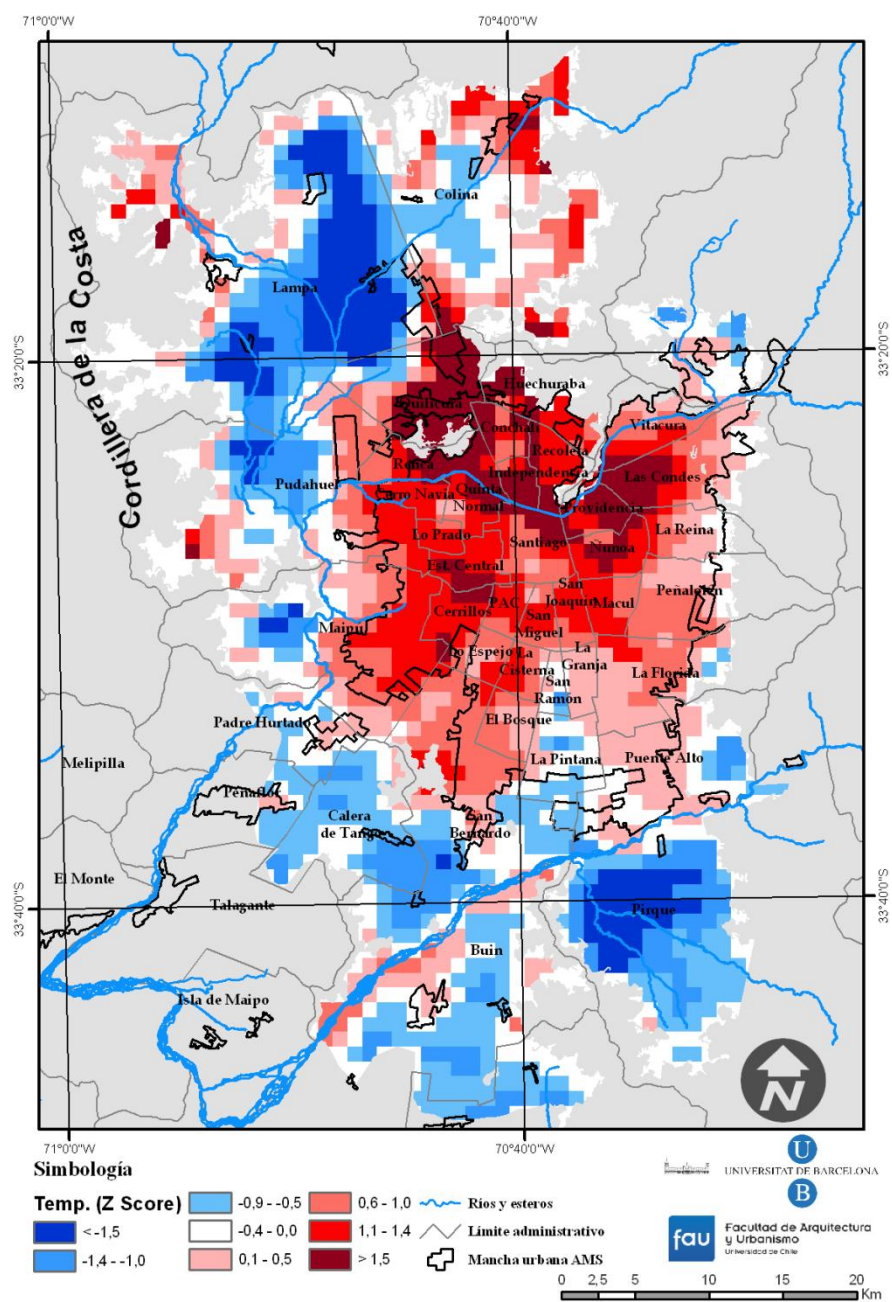 71°0'0"W
70°40'0"W
Colina
Cordillera de la Costa
Lampa
33°20'0"S
33°20'0"S
Huechuraba
Quilicura
Vitacura
Conchalí
Recoleta
Renca
Independencia
Las Condes
Pudahuel
Cerro Navia
Quinta
Normal
Providencia
La Reina
Lo Prado
Santiago
Ñuñoa
Est. Central
San
Joaquín
Peñalolén
Cerrillos
PAC
Macul
San
Miguel
Maipú
Lo Espejo
La
Cisterna
La
Granja
San
Ramón
La Florida
Padre Hurtado
El Bosque
Melipilla
La Pintana
Puente Alto
Peñaflor
Calera
de Tango
San
Bernardo
El Monte
33°40'0"S
33°40'0"S
Talagante
Pirque
Buin
Isla de Maipo
N
71°0'0"W
70°40'0"W
Simbología
Temp. (Z Score)
< -1,5
-1,4 - -1,0
-0,9 - -0,5
-0,4 - 0,0
0,1 - 0,5
0,6 - 1,0
1,1 - 1,4
> 1,5
Ríos y esteros
Límite administrativo
Mancha urbana AMS
UNIVERSITAT DE BARCELONA
U
B
fau
Facultad de Arquitectura
y Urbanismo
Universidad de Chile
0 2,5 5 10 15 20
Km